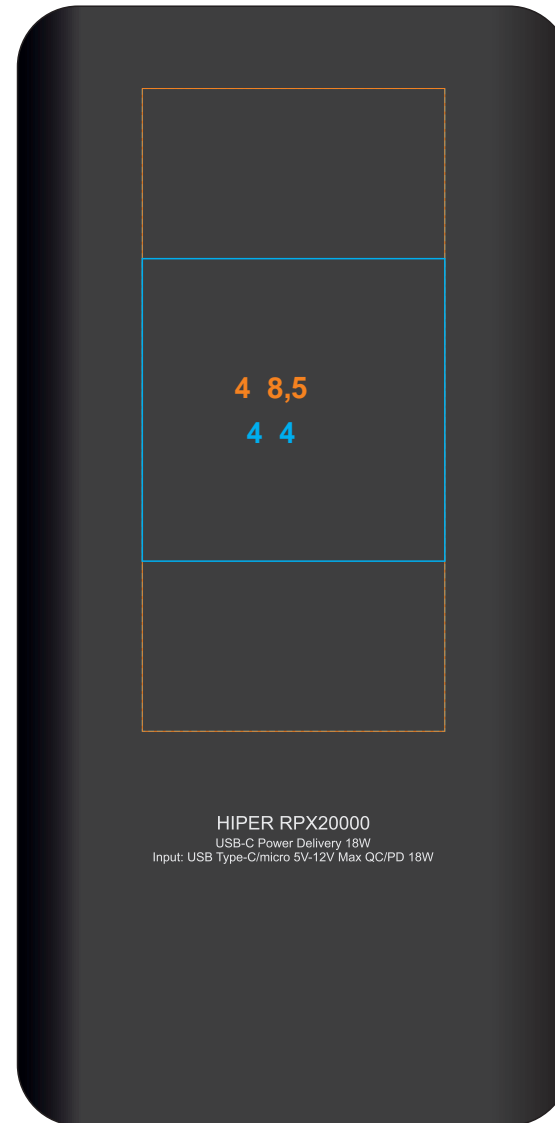 4 8,5
4 4
HIPER RPX20000
USB-C Power Delivery 18W
Input: USB Type-C/micro 5V-12V Max QC/PD 18W